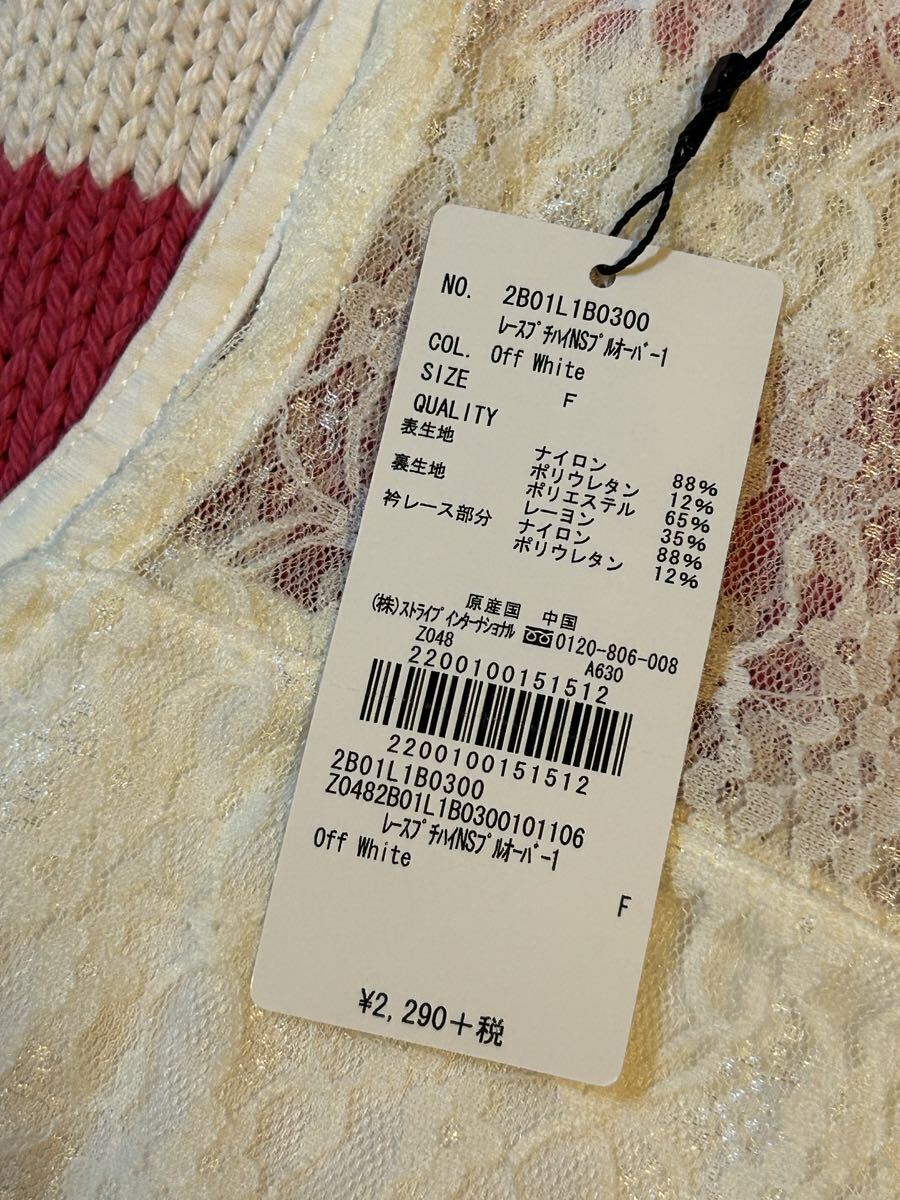 NO. 2B01L1B0300
ﾚｰｽﾌﾟﾁﾊｲNSﾌﾟﾙｵｰﾊﾞｰ1
COL. Off White
SIZE F
QUALITY
表生地 ナイロン 88%
ポリウレタン 12%
裏生地 ポリエステル 65%
レーヨン 35%
衿レース部分 ナイロン 88%
ポリウレタン 12%
原産国 中国
(株)ｽﾄﾗｲﾌﾟｲﾝﾀｰﾅｼｮﾅﾙ 0120-806-008
Z048 A630
2200100151512
2200100151512
2B01L1B0300
Z0482B01L1B0300101106
ﾚｰｽﾌﾟﾁﾊｲNSﾌﾟﾙｵｰﾊﾞｰ1
Off White
F
¥2,290+税